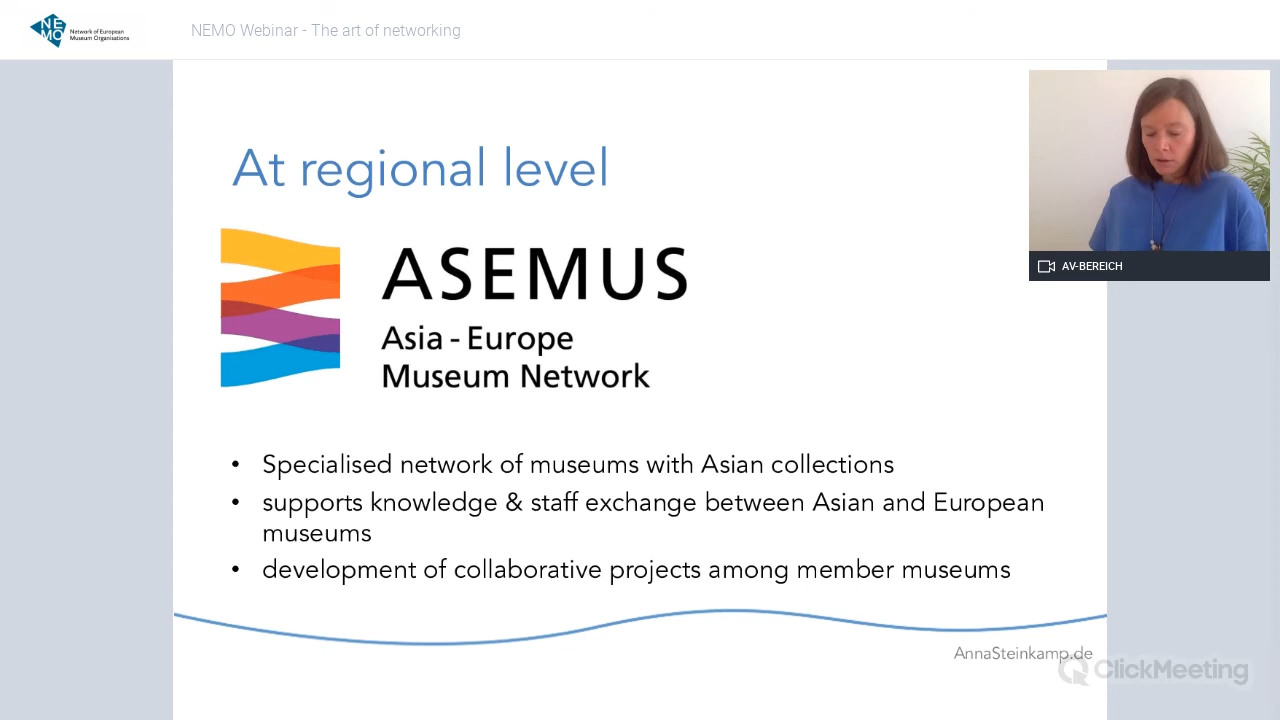 NE
MO
Network of European
Museum Organisations
NEMO Webinar - The art of networking
At regional level
AV-BEREICH
ASEMUS
Asia - Europe
Museum Network
• Specialised network of museums with Asian collections
• supports knowledge & staff exchange between Asian and European
museums
• development of collaborative projects among member museums
AnnaSteinkamp.de
ClickMeeting